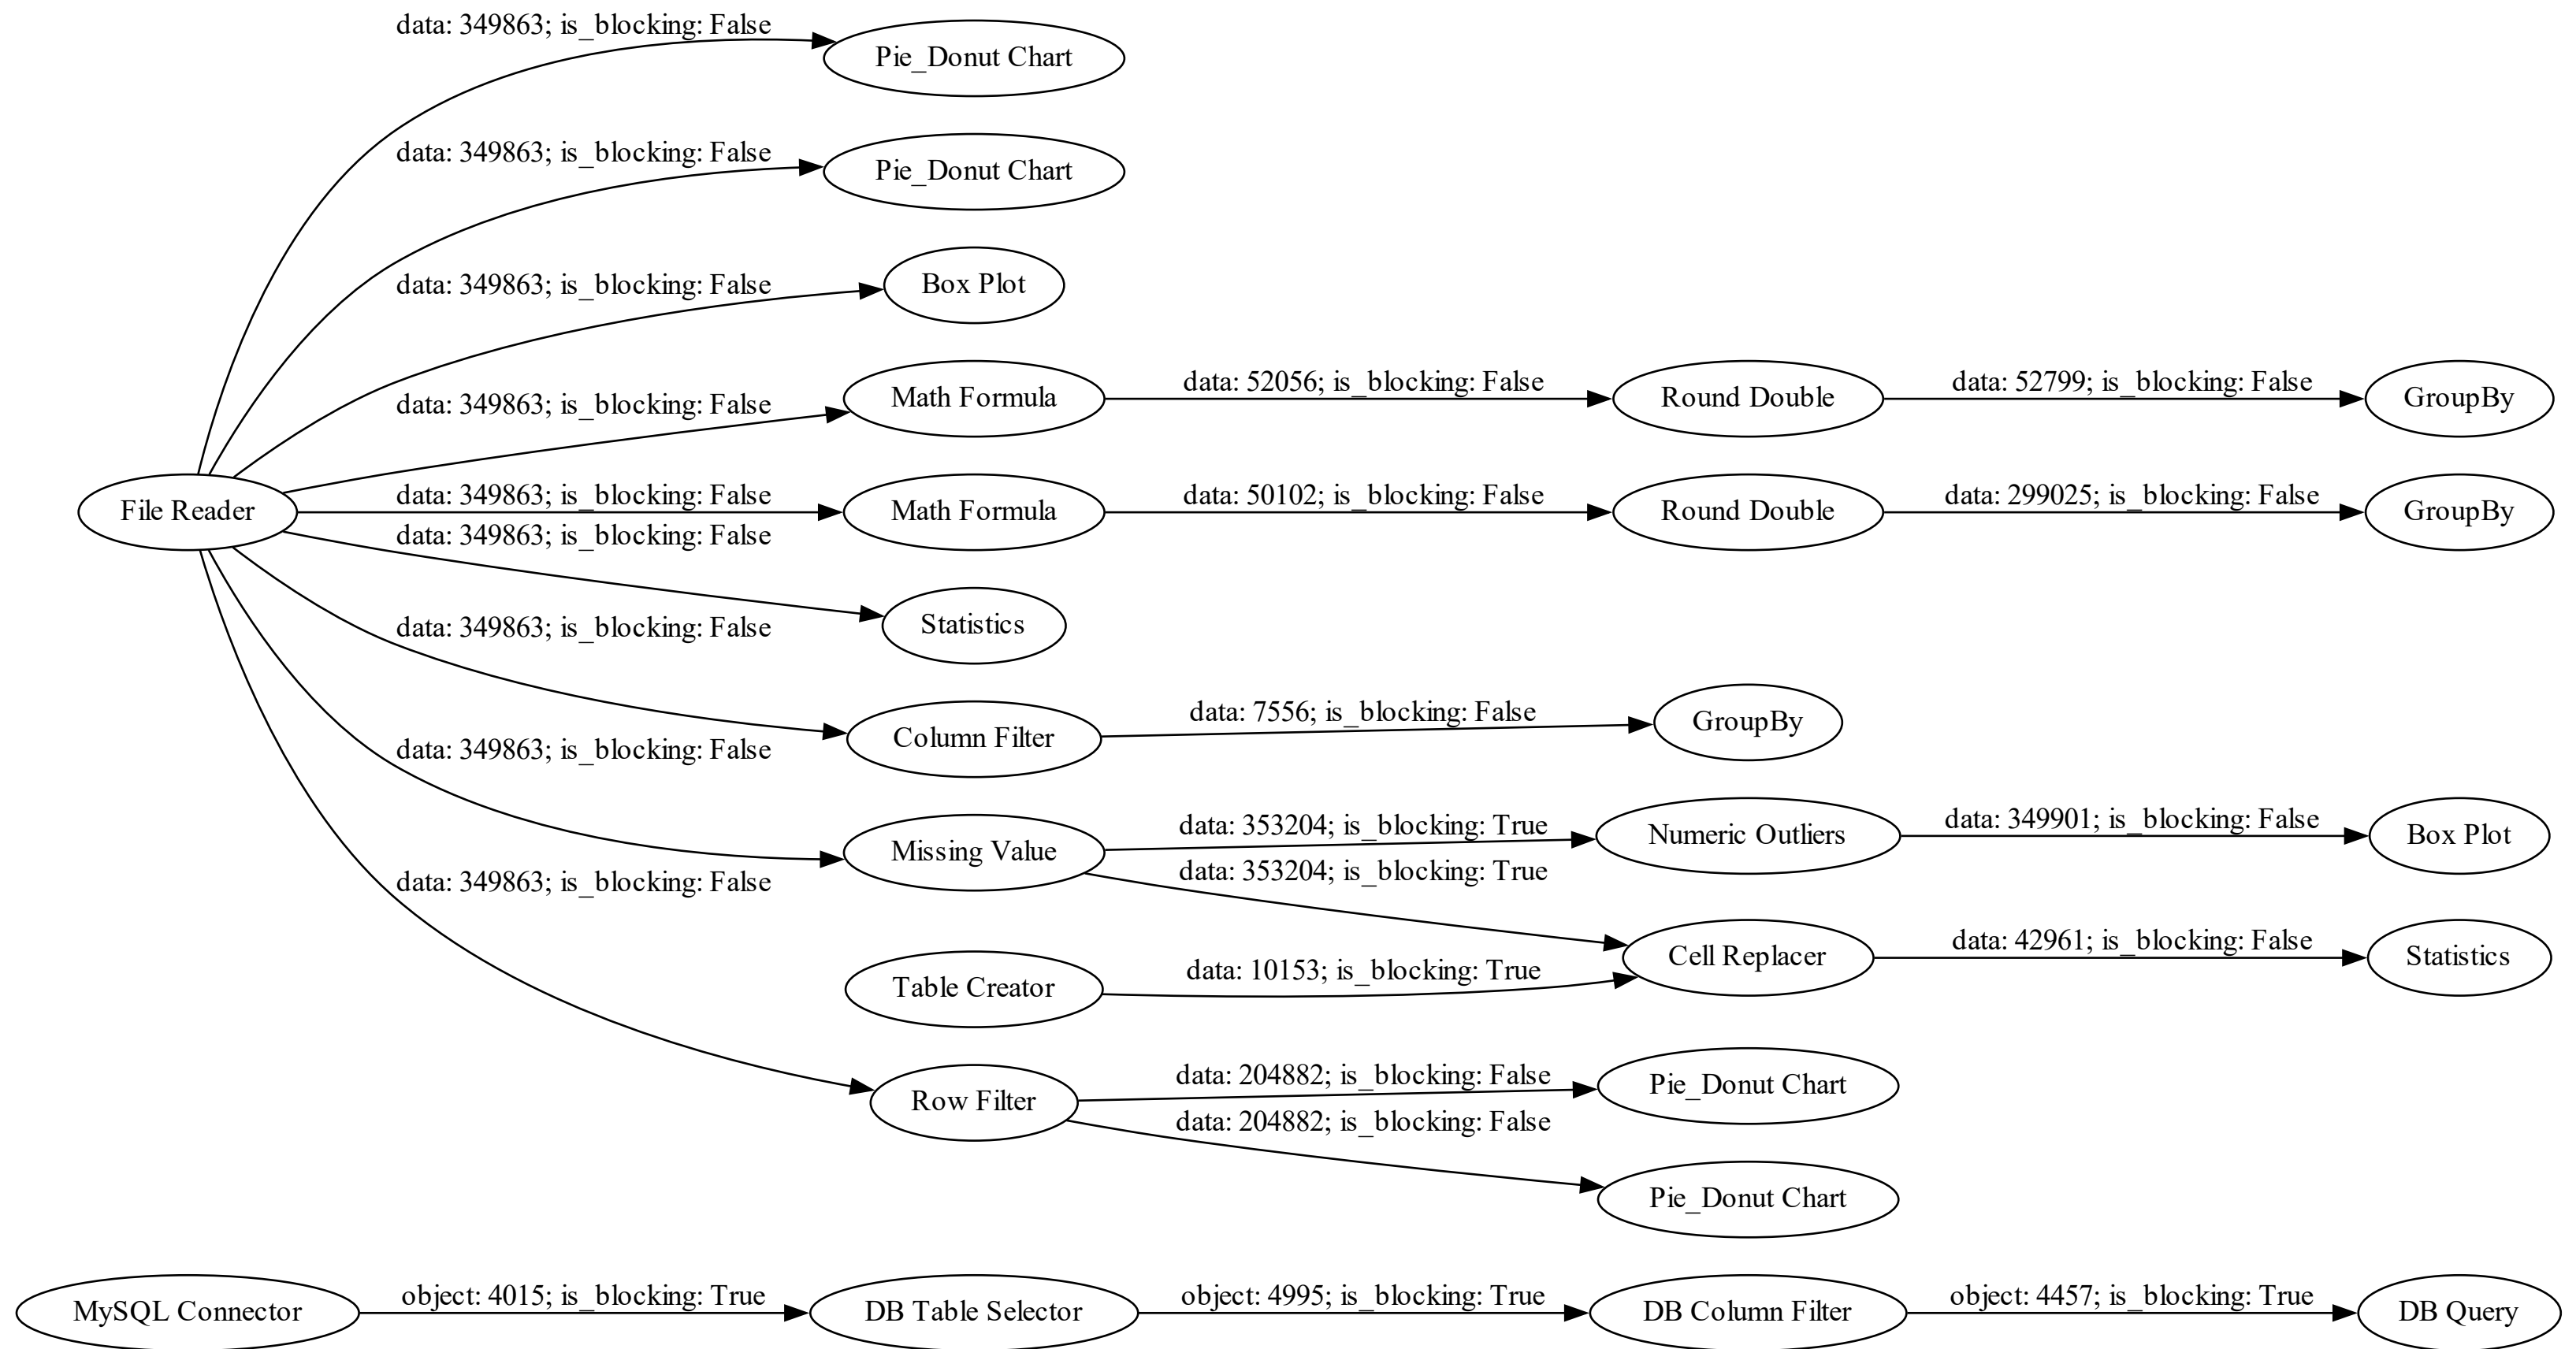 data: 349863; is_blocking: False
Pie_Donut Chart
data: 349863; is_blocking: False
Pie_Donut Chart
data: 349863; is_blocking: False
Box Plot
data: 349863; is_blocking: False
Math Formula
data: 52056; is_blocking: False
Round Double
data: 52799; is_blocking: False
GroupBy
File Reader
data: 349863; is_blocking: False
Math Formula
data: 50102; is_blocking: False
Round Double
data: 299025; is_blocking: False
GroupBy
data: 349863; is_blocking: False
Statistics
data: 349863; is_blocking: False
Column Filter
data: 7556; is_blocking: False
GroupBy
data: 349863; is_blocking: False
Missing Value
data: 353204; is_blocking: True
Numeric Outliers
data: 349901; is_blocking: False
Box Plot
data: 353204; is_blocking: True
Table Creator
data: 10153; is_blocking: True
Cell Replacer
data: 42961; is_blocking: False
Statistics
data: 349863; is_blocking: False
Row Filter
data: 204882; is_blocking: False
Pie_Donut Chart
data: 204882; is_blocking: False
Pie_Donut Chart
MySQL Connector
object: 4015; is_blocking: True
DB Table Selector
object: 4995; is_blocking: True
DB Column Filter
object: 4457; is_blocking: True
DB Query